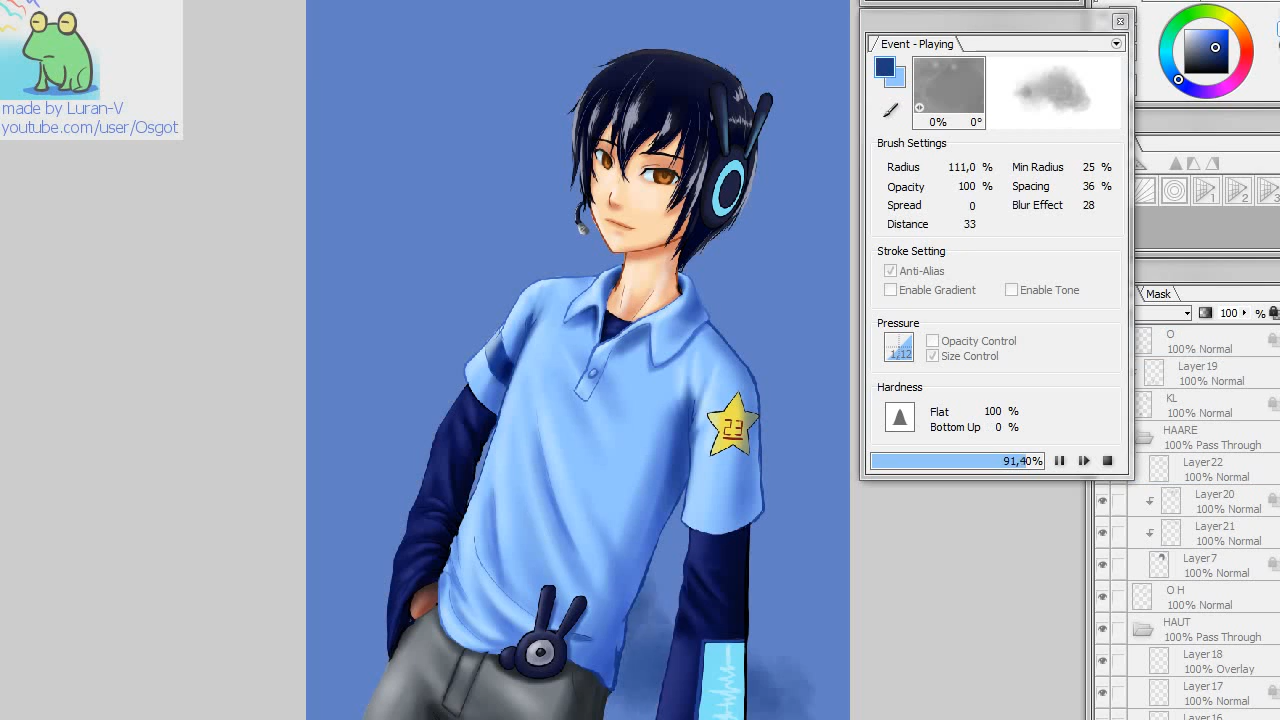 made by Luran-V
youtube.com/user/Osgot
23
Event - Playing
0% 0°
Brush Settings
Radius 111,0 % Min Radius 25 %
Opacity 100 % Spacing 36 %
Spread 0 Blur Effect 28
Distance 33
Stroke Setting
Anti-Alias
Enable Gradient Enable Tone
Pressure
1/12
Opacity Control
Size Control
Hardness
Flat 100 %
Bottom Up 0 %
91,40%
1 2 3
Mask
100 %
O
100% Normal
Layer19
100% Normal
KL
100% Normal
HAARE
100% Pass Through
Layer22
100% Normal
Layer20
100% Normal
Layer21
100% Normal
Layer7
100% Normal
O H
100% Normal
HAUT
100% Pass Through
Layer18
100% Overlay
Layer17
100% Normal
Layer16